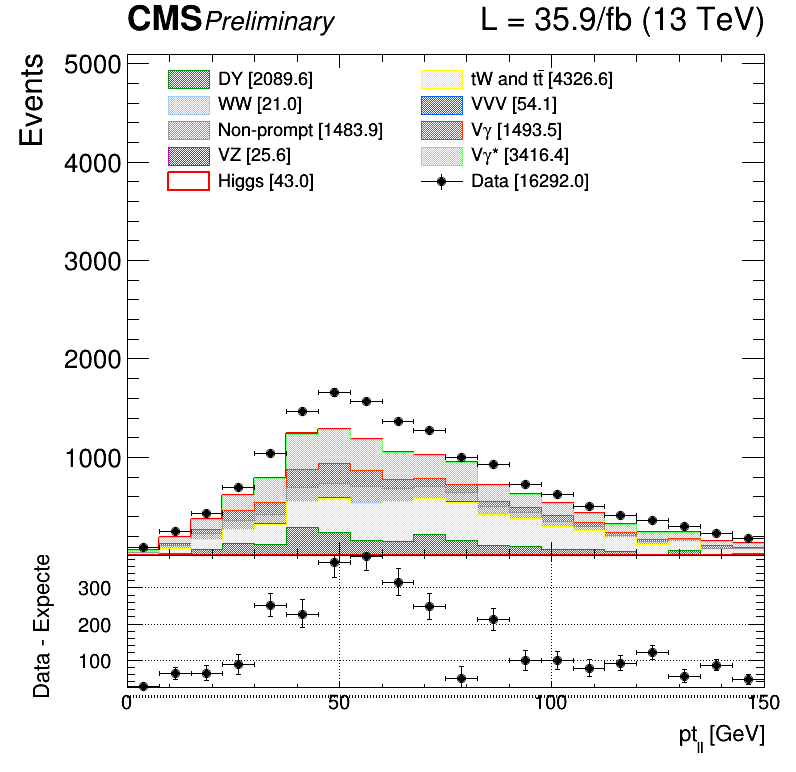 CMS Preliminary L = 35.9/fb (13 TeV)
Events
5000
4000
3000
2000
1000
DY [2089.6]
tW and tt̄ [4326.6]
WW [21.0]
VVV [54.1]
Non-prompt [1483.9]
Vγ [1493.5]
VZ [25.6]
Vγ* [3416.4]
Higgs [43.0]
Data [16292.0]
Data - Expecte
300
200
100
0 50 100 150
pt_ll [GeV]